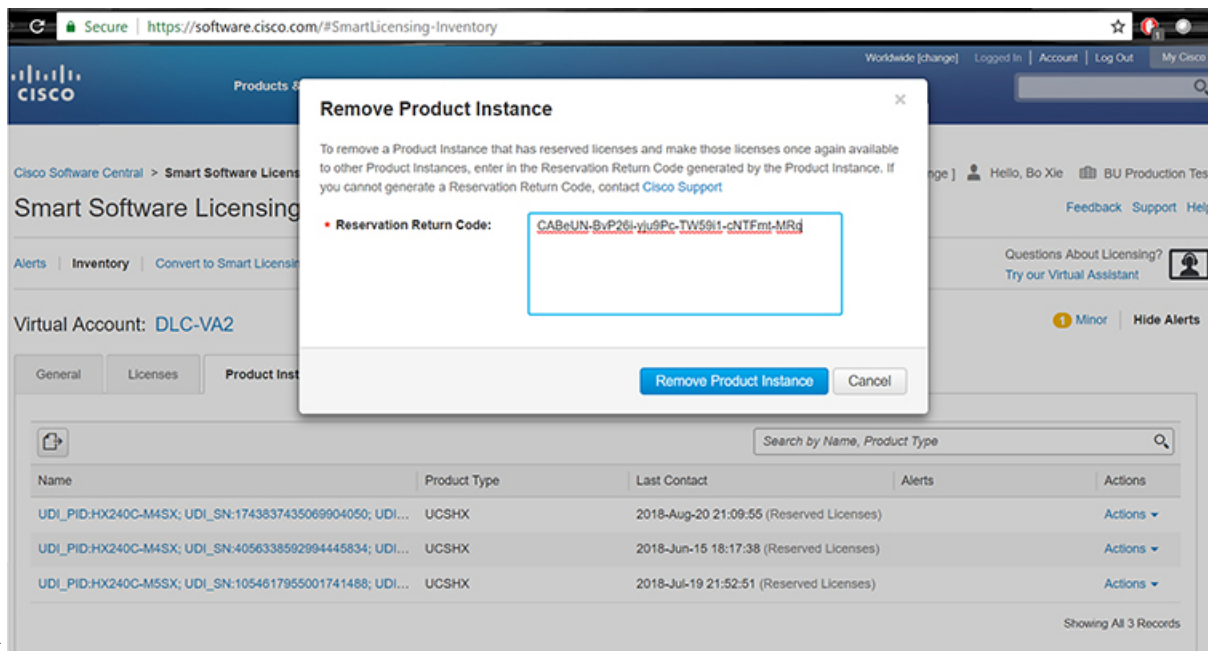 Secure | https://software.cisco.com/#SmartLicensing-Inventory
1
Worldwide [change] Logged In | Account | Log Out My Cisco
CISCO
Products &
Remove Product Instance
×
To remove a Product Instance that has reserved licenses and make those licenses once again available
to other Product Instances, enter in the Reservation Return Code generated by the Product Instance. If
you cannot generate a Reservation Return Code, contact Cisco Support
Cisco Software Central > Smart Software Licens
nge ] Hello, Bo Xie BU Production Tes
Smart Software Licensing
Feedback Support Help
* Reservation Return Code: CABeUN-BvP26i-yju9Pc-TW59i1-cNTFmt-MRq
Alerts | Inventory | Convert to Smart Licensin
Questions About Licensing?
Try our Virtual Assistant
Virtual Account: DLC-VA2
1 Minor | Hide Alerts
General Licenses Product Inst
Remove Product Instance Cancel
Search by Name, Product Type
Name Product Type Last Contact Alerts Actions
UDI_PID:HX240C-M4SX; UDI_SN:1743837435069904050; UDI... UCSHX 2018-Aug-20 21:09:55 (Reserved Licenses) Actions
UDI_PID:HX240C-M4SX; UDI_SN:4056338592994445834; UDI... UCSHX 2018-Jun-15 18:17:38 (Reserved Licenses) Actions
UDI_PID:HX240C-M5SX; UDI_SN:1054617955001741488; UDI... UCSHX 2018-Jul-19 21:52:51 (Reserved Licenses) Actions
Showing All 3 Records